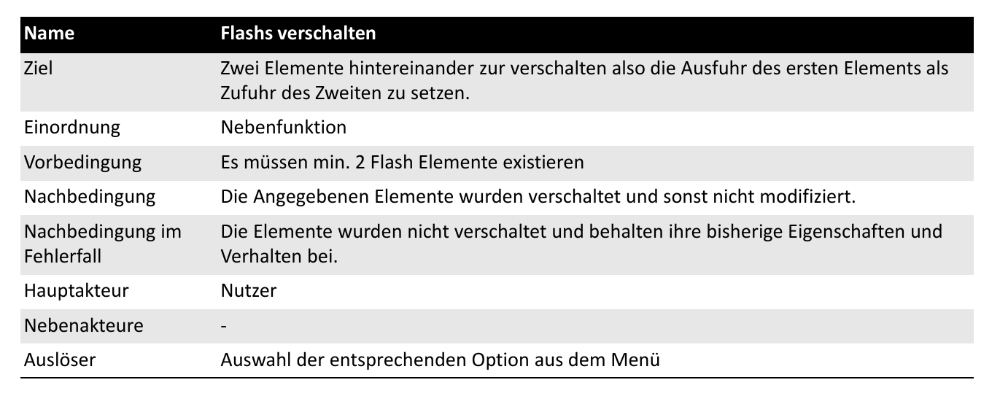 Name Flashs verschalten
Ziel Zwei Elemente hintereinander zur verschalten also die Ausfuhr des ersten Elements als
Zufuhr des Zweiten zu setzen.
Einordnung Nebenfunktion
Vorbedingung Es müssen min. 2 Flash Elemente existieren
Nachbedingung Die Angegebenen Elemente wurden verschaltet und sonst nicht modifiziert.
Nachbedingung im Die Elemente wurden nicht verschaltet und behalten ihre bisherige Eigenschaften und
Fehlerfall Verhalten bei.
Hauptakteur Nutzer
Nebenakteure -
Auslöser Auswahl der entsprechenden Option aus dem Menü